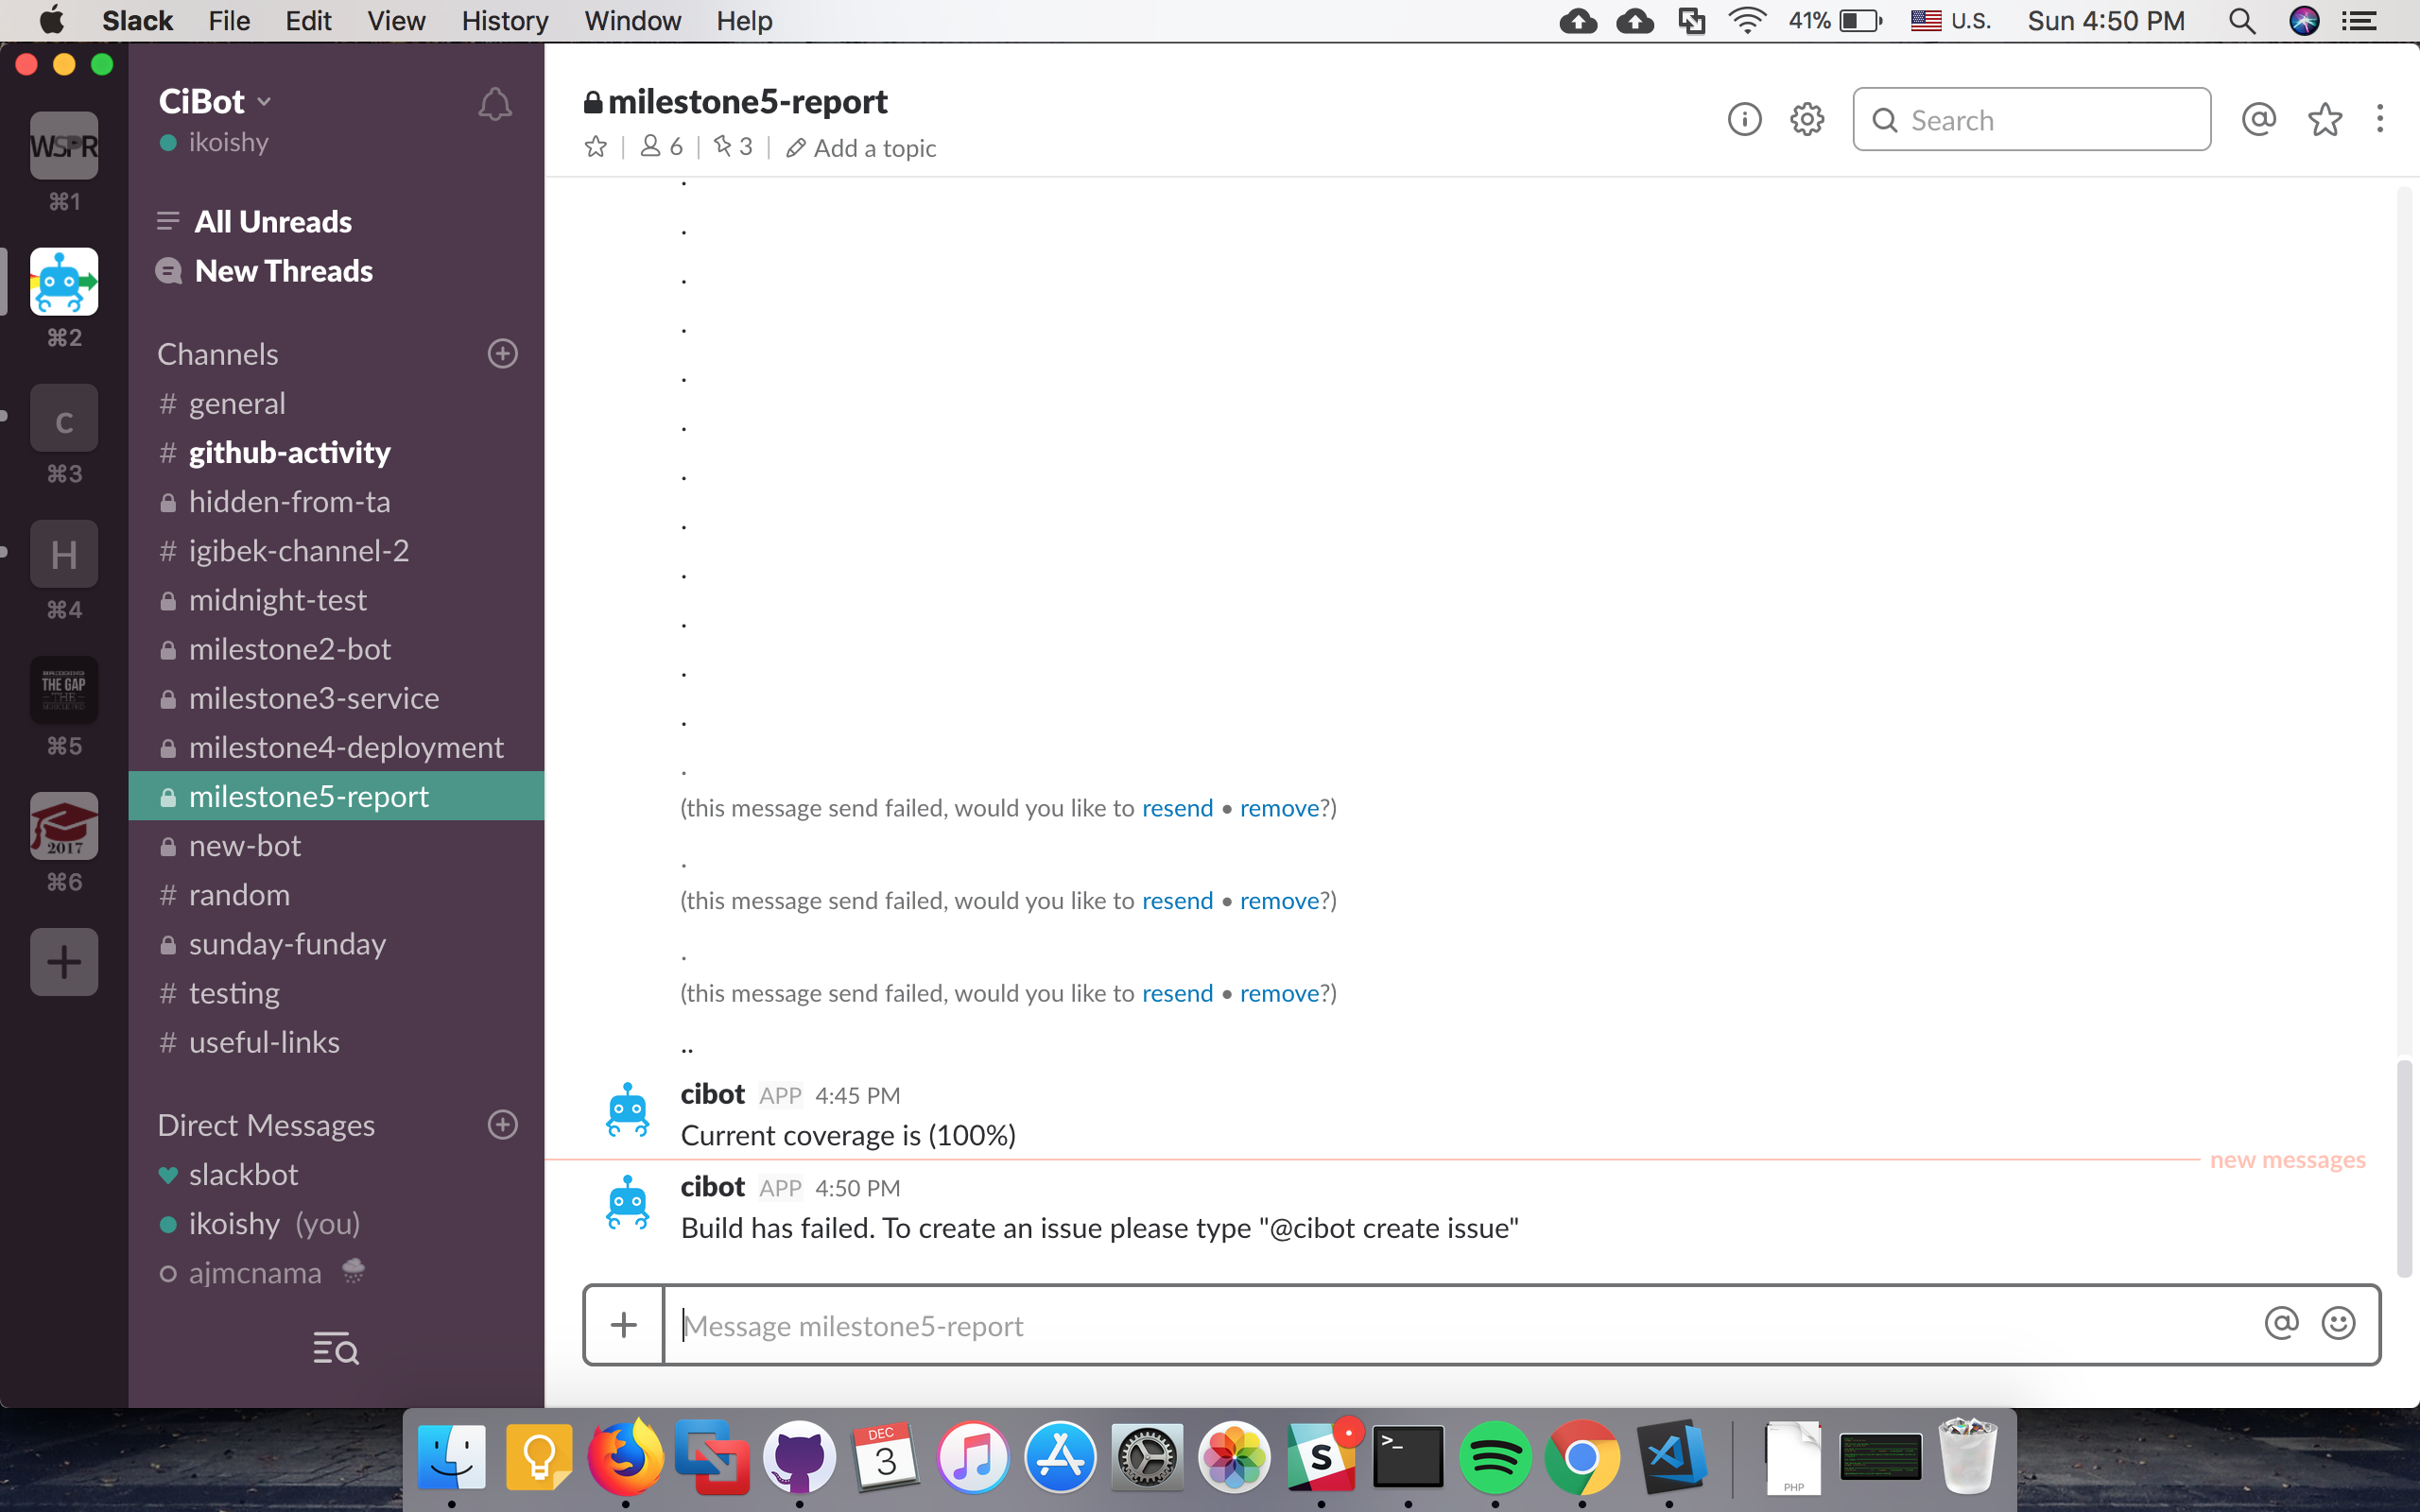 Slack File Edit View History Window Help 41% U.S. Sun 4:50 PM
WSPR
⌘1
⌘2
c
⌘3
H
⌘4
THE GAP
THE
⌘5
2017
⌘6
CiBot
ikoishy
All Unreads
New Threads
Channels
# general
# github-activity
hidden-from-ta
# igibek-channel-2
midnight-test
milestone2-bot
milestone3-service
milestone4-deployment
milestone5-report
new-bot
# random
sunday-funday
# testing
# useful-links
Direct Messages
slackbot
ikoishy (you)
ajmcnama
milestone5-report
6 | 3 | Add a topic
Search
.
.
.
.
.
.
.
.
.
.
.
.
.
(this message send failed, would you like to resend • remove?)
.
(this message send failed, would you like to resend • remove?)
.
(this message send failed, would you like to resend • remove?)
..
cibot APP 4:45 PM
Current coverage is (100%)
new messages
cibot APP 4:50 PM
Build has failed. To create an issue please type "@cibot create issue"
Message milestone5-report
DEC
3
S
>_
PHP